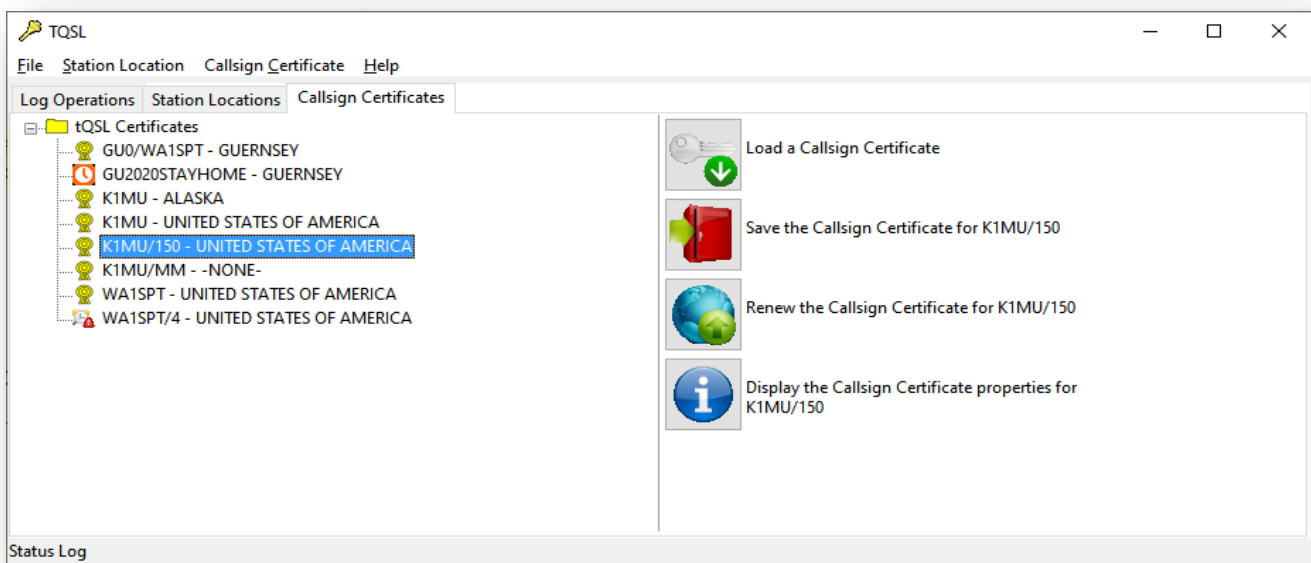 TQSL
File Station Location Callsign Certificate Help
Log Operations Station Locations Callsign Certificates
tQSL Certificates
GU0/WA1SPT - GUERNSEY
GU2020STAYHOME - GUERNSEY
K1MU - ALASKA
K1MU - UNITED STATES OF AMERICA
K1MU/150 - UNITED STATES OF AMERICA
K1MU/MM - -NONE-
WA1SPT - UNITED STATES OF AMERICA
WA1SPT/4 - UNITED STATES OF AMERICA
Load a Callsign Certificate
Save the Callsign Certificate for K1MU/150
Renew the Callsign Certificate for K1MU/150
Display the Callsign Certificate properties for
K1MU/150
Status Log